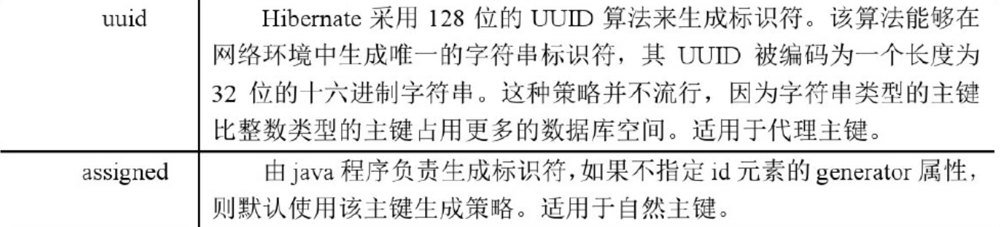 uuid
Hibernate 采用 128 位的 UUID 算法来生成标识符。该算法能够在
网络环境中生成唯一的字符串标识符，其 UUID 被编码为一个长度为
32 位的十六进制字符串。这种策略并不流行，因为字符串类型的主键
比整数类型的主键占用更多的数据库空间。适用于代理主键。
assigned
由 java 程序负责生成标识符，如果不指定 id 元素的 generator 属性，
则默认使用该主键生成策略。适用于自然主键。